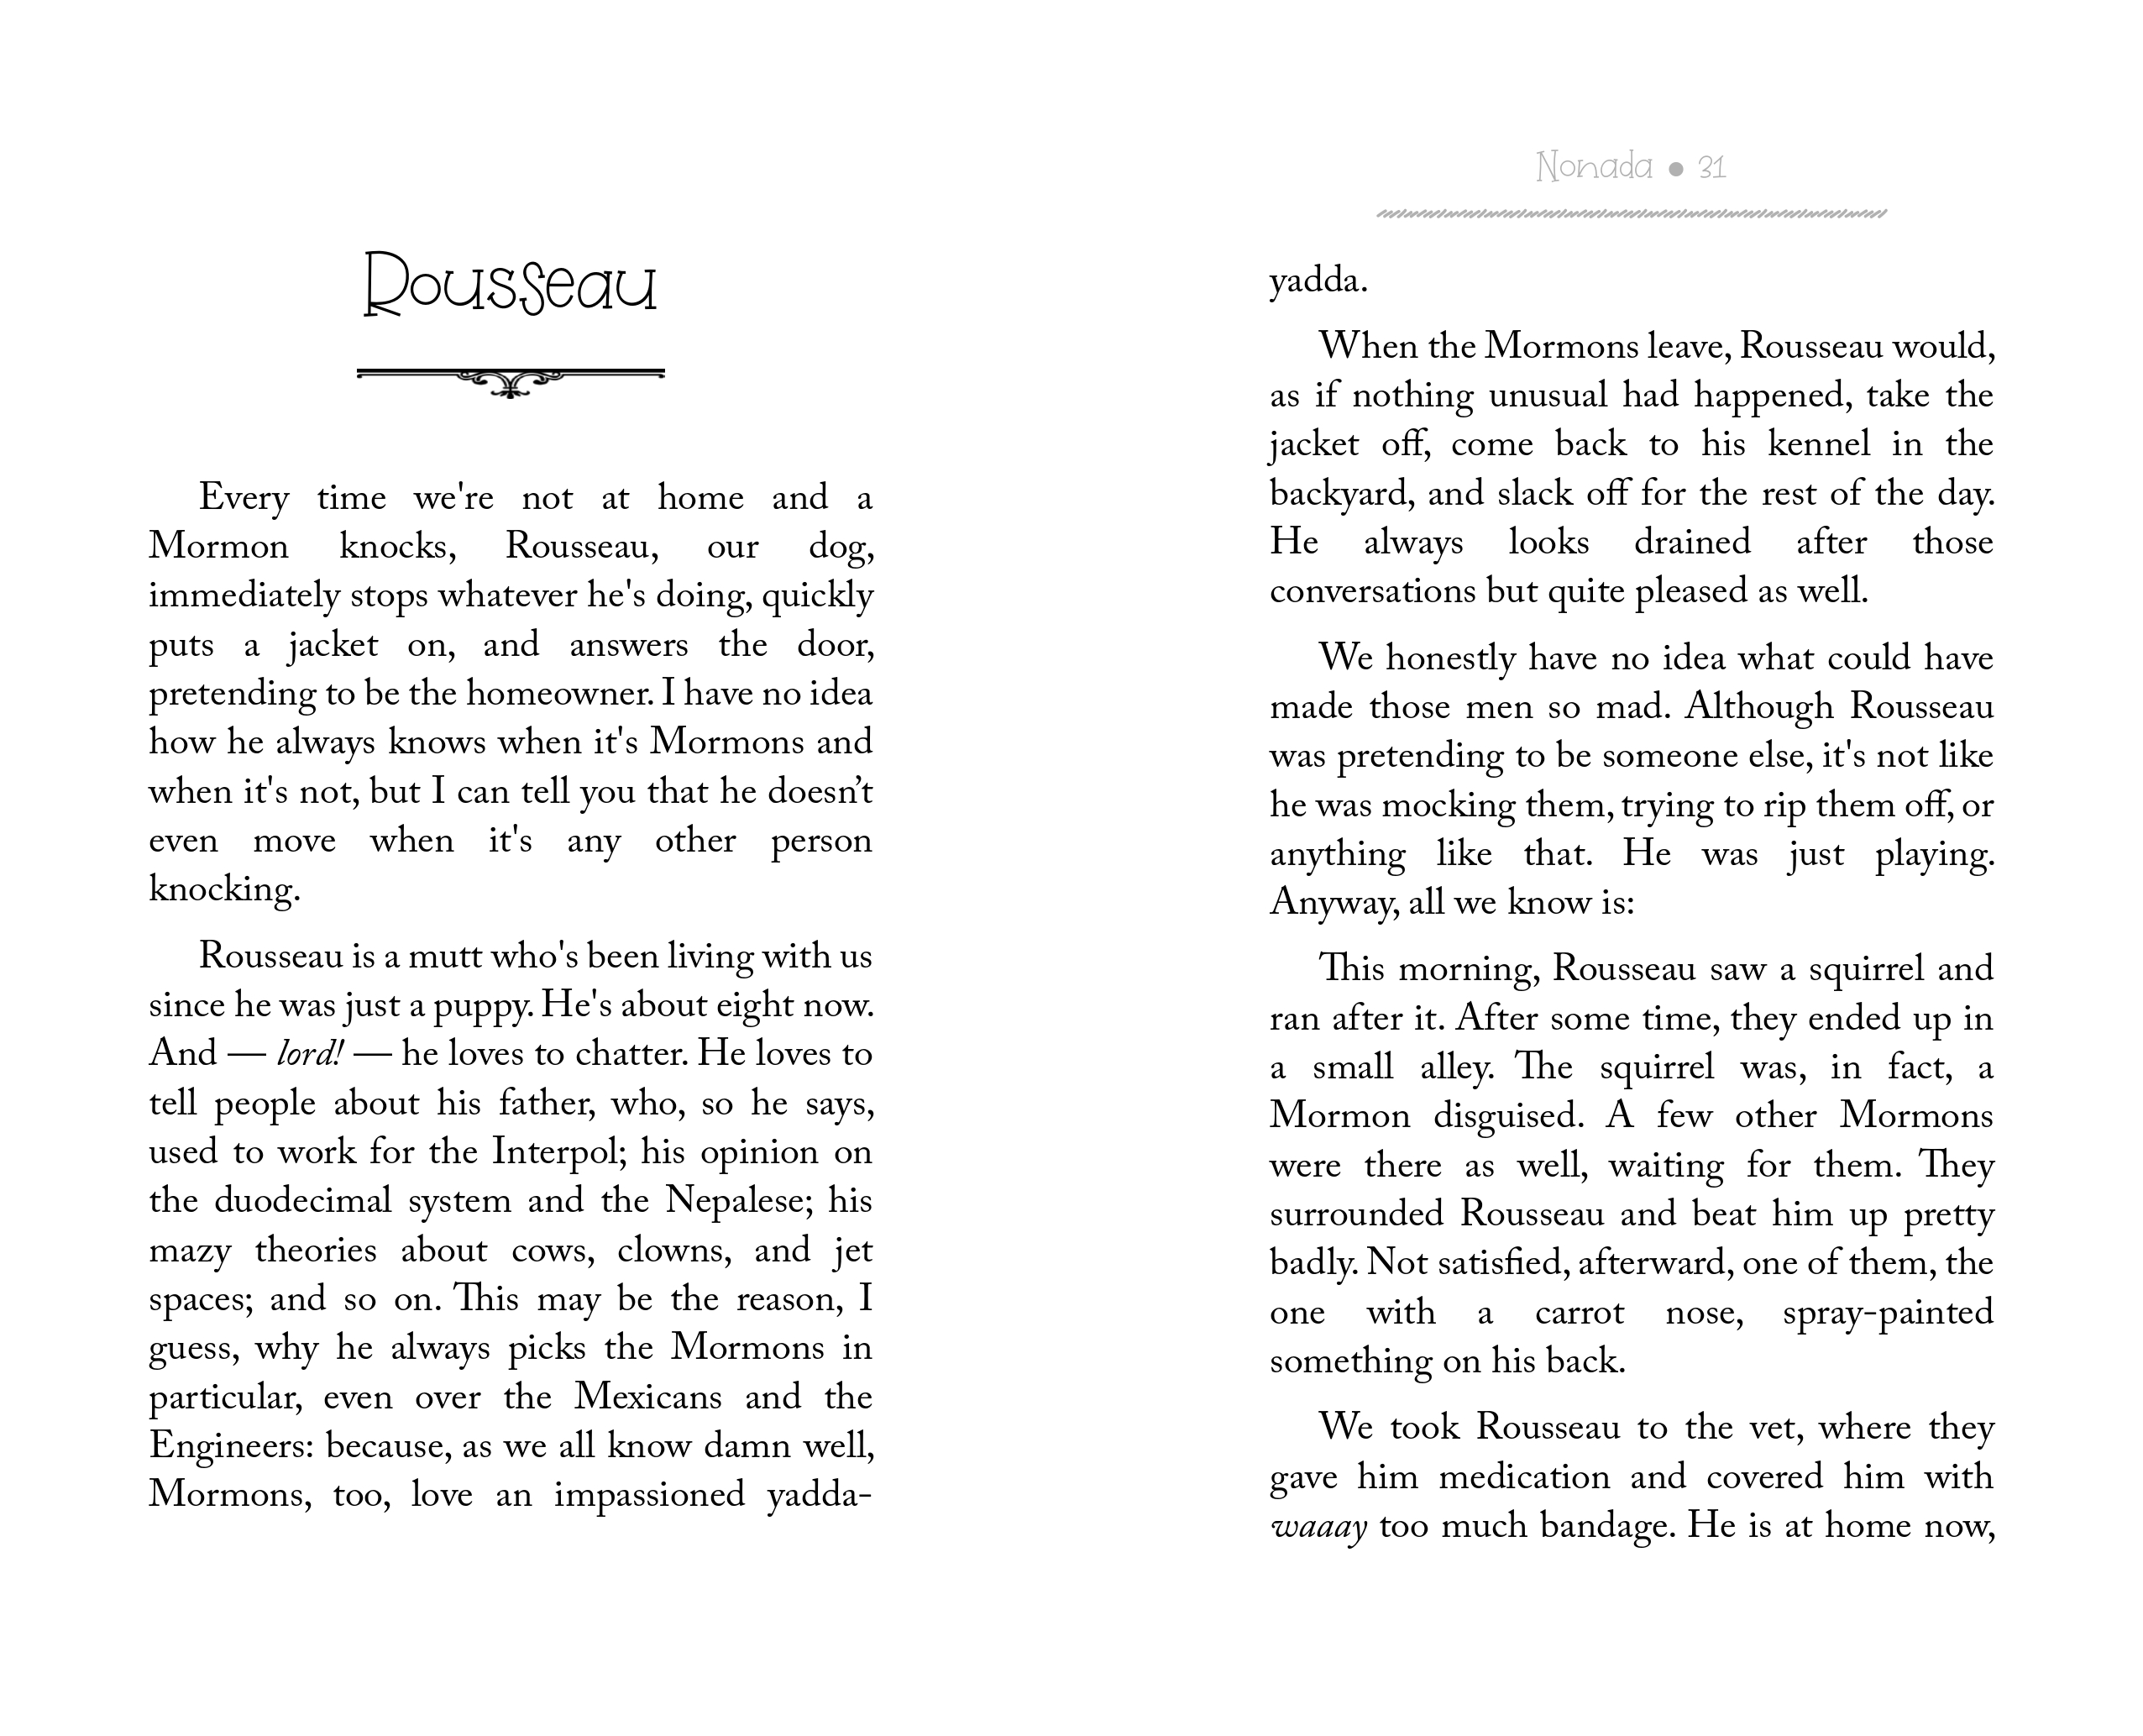 Rousseau
Every time we're not at home and a
Mormon knocks, Rousseau, our dog,
immediately stops whatever he's doing, quickly
puts a jacket on, and answers the door,
pretending to be the homeowner. I have no idea
how he always knows when it's Mormons and
when it's not, but I can tell you that he doesn’t
even move when it's any other person
knocking.
Rousseau is a mutt who's been living with us
since he was just a puppy. He's about eight now.
And — lord! — he loves to chatter. He loves to
tell people about his father, who, so he says,
used to work for the Interpol; his opinion on
the duodecimal system and the Nepalese; his
mazy theories about cows, clowns, and jet
spaces; and so on. This may be the reason, I
guess, why he always picks the Mormons in
particular, even over the Mexicans and the
Engineers: because, as we all know damn well,
Mormons, too, love an impassioned yadda-
Nonada ● 31
yadda.
When the Mormons leave, Rousseau would,
as if nothing unusual had happened, take the
jacket off, come back to his kennel in the
backyard, and slack off for the rest of the day.
He always looks drained after those
conversations but quite pleased as well.
We honestly have no idea what could have
made those men so mad. Although Rousseau
was pretending to be someone else, it's not like
he was mocking them, trying to rip them off, or
anything like that. He was just playing.
Anyway, all we know is:
This morning, Rousseau saw a squirrel and
ran after it. After some time, they ended up in
a small alley. The squirrel was, in fact, a
Mormon disguised. A few other Mormons
were there as well, waiting for them. They
surrounded Rousseau and beat him up pretty
badly. Not satisfied, afterward, one of them, the
one with a carrot nose, spray-painted
something on his back.
We took Rousseau to the vet, where they
gave him medication and covered him with
waaay too much bandage. He is at home now,